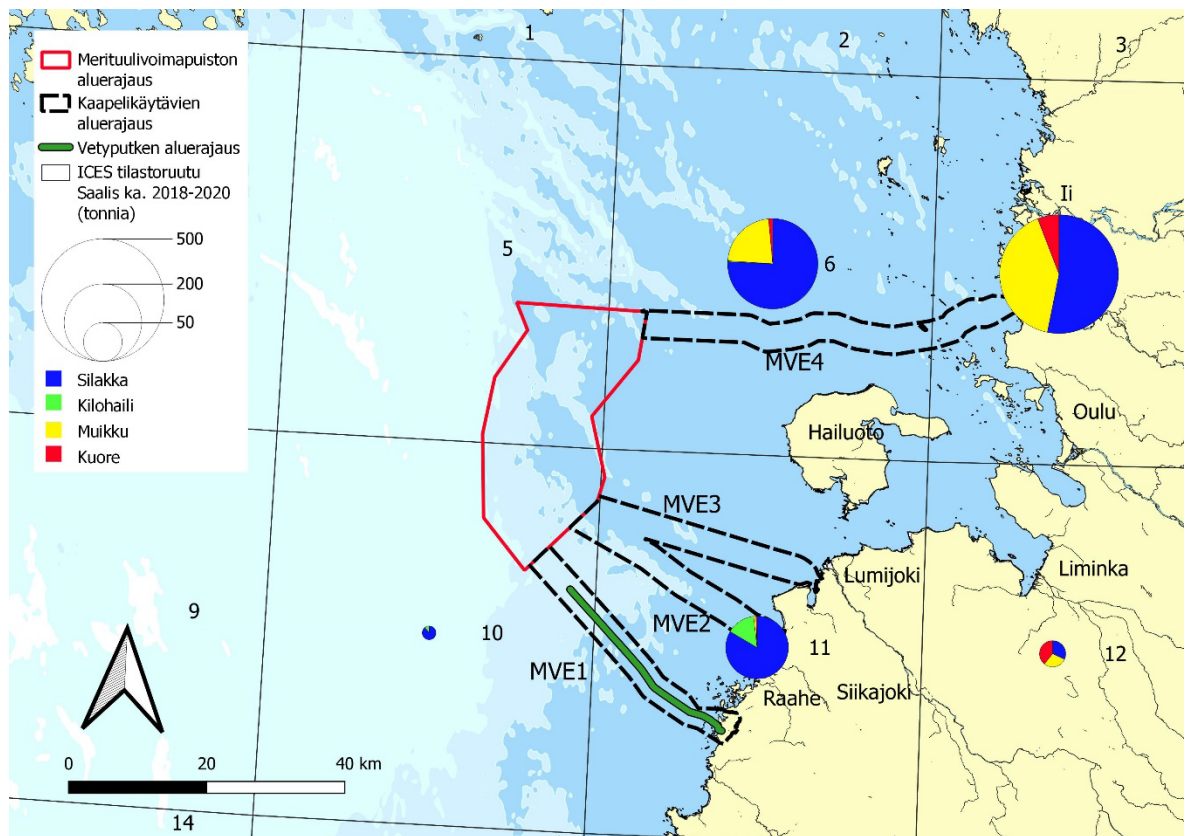 Merituulivoimapuiston
aluerajaus
Kaapelikäytävien
aluerajaus
Vetyputken aluerajaus
ICES tilastoruutu
Saalis ka. 2018-2020
(tonnia)
500
200
50
Silakka
Kilohaili
Muikku
Kuore
1
2
3
Ii
5
6
MVE4
Oulu
Hailuoto
MVE3
Lumijoki
Liminka
9
10
MVE2
11
12
MVE1
Raahe
Siikajoki
0
20
40 km
14